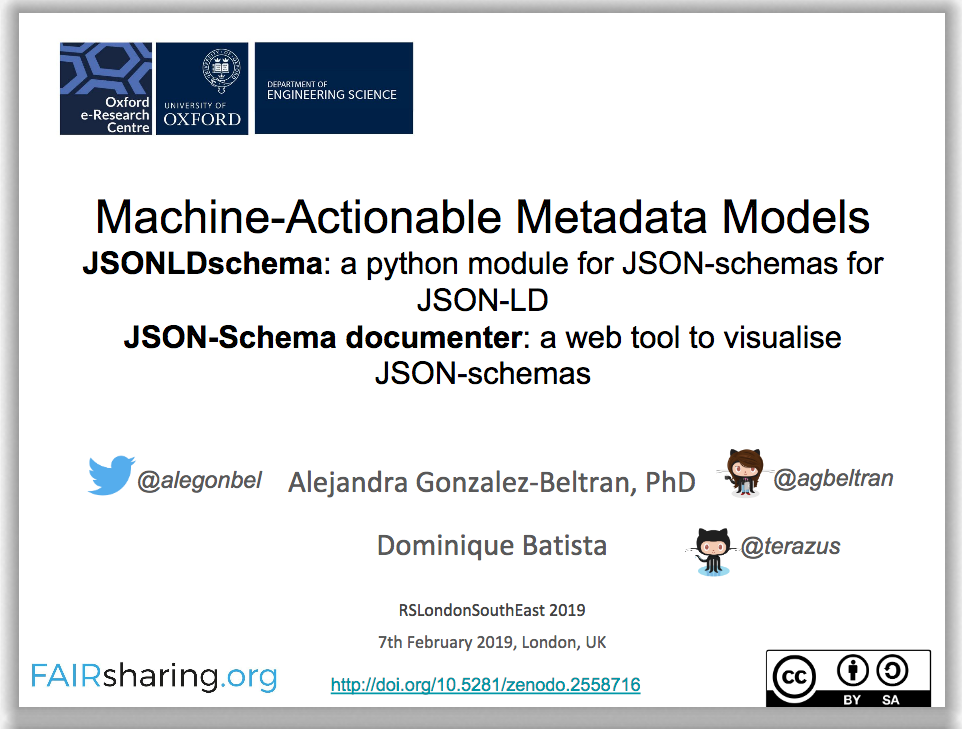 Oxford
e-Research
Centre
UNIVERSITY OF
OXFORD
DEPARTMENT OF
ENGINEERING SCIENCE
Machine-Actionable Metadata Models
JSONLDschema: a python module for JSON-schemas for
JSON-LD
JSON-Schema documenter: a web tool to visualise
JSON-schemas
@alegonbel Alejandra Gonzalez-Beltran, PhD @agbeltran
Dominique Batista @terazus
RSLondonSouthEast 2019
7th February 2019, London, UK
FAIRsharing.org
http://doi.org/10.5281/zenodo.2558716
cc
BY SA